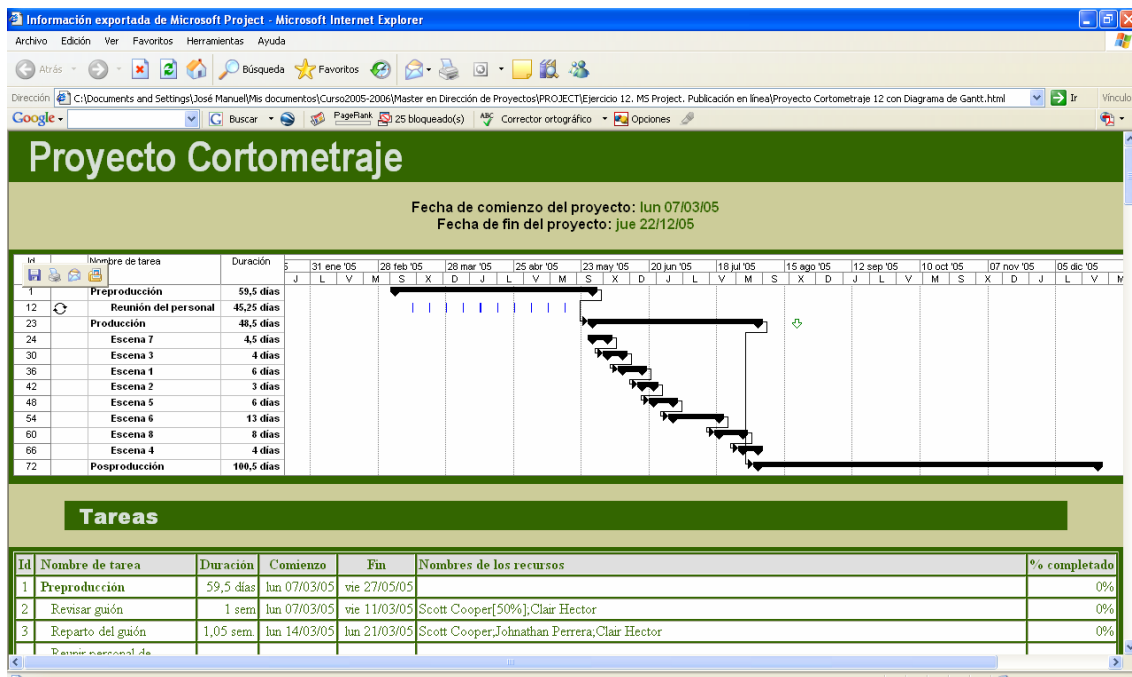 Información exportada de Microsoft Project - Microsoft Internet Explorer
Archivo Edición Ver Favoritos Herramientas Ayuda
Atrás Búsqueda Favoritos
Dirección C:\Documents and Settings\José Manuel\Mis documentos\Curso2005-2006\Master en Dirección de Proyectos\PROJECT\Ejercicio 12. MS Project. Publicación en línea\Proyecto Cortometraje 12 con Diagrama de Gantt.html Ir Vínculo
Google Buscar PageRank 25 bloqueado(s) ABC Corrector ortográfico Opciones
Proyecto Cortometraje
Fecha de comienzo del proyecto: lun 07/03/05
Fecha de fin del proyecto: jue 22/12/05
Id Nombre de tarea Duración 5 31 ene '05 28 feb '05 28 mar '05 25 abr '05 23 may '05 20 jun '05 18 jul '05 15 ago '05 12 sep '05 10 oct '05 07 nov '05 05 dic '05
J L V M S X D J L V M S X D J L V M S X D J L V M S X D J L V M
1 Preproducción 59,5 días
12 Reunión del personal 45,25 días
23 Producción 48,5 días
24 Escena 7 4,5 días
30 Escena 3 4 días
36 Escena 1 6 días
42 Escena 2 3 días
48 Escena 5 6 días
54 Escena 6 13 días
60 Escena 8 8 días
66 Escena 4 4 días
72 Posproducción 100,5 días
Tareas
Id Nombre de tarea Duración Comienzo Fin Nombres de los recursos % completado
1 Preproducción 59,5 días lun 07/03/05 vie 27/05/05 0%
2 Revisar guión 1 sem lun 07/03/05 vie 11/03/05 Scott Cooper[50%];Clair Hector 0%
3 Reparto del guión 1,05 sem. lun 14/03/05 lun 21/03/05 Scott Cooper;Johnathan Perrera;Clair Hector 0%
Reunir personal de